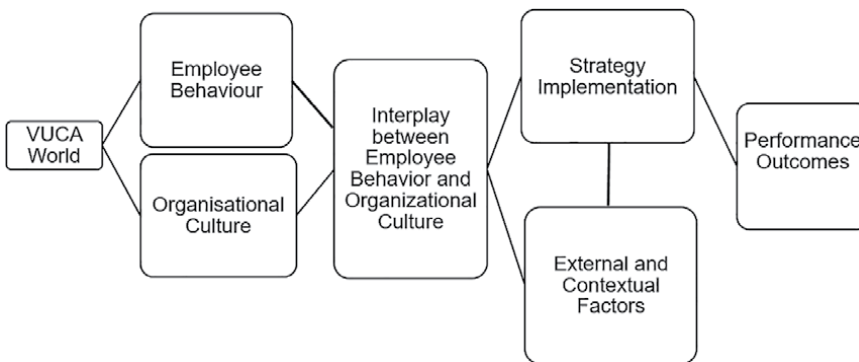 VUCA
World
Employee
Behaviour
Organisational
Culture
Interplay
between
Employee
Behavior and
Organizational
Culture
Strategy
Implementation
External and
Contextual
Factors
Performance
Outcomes